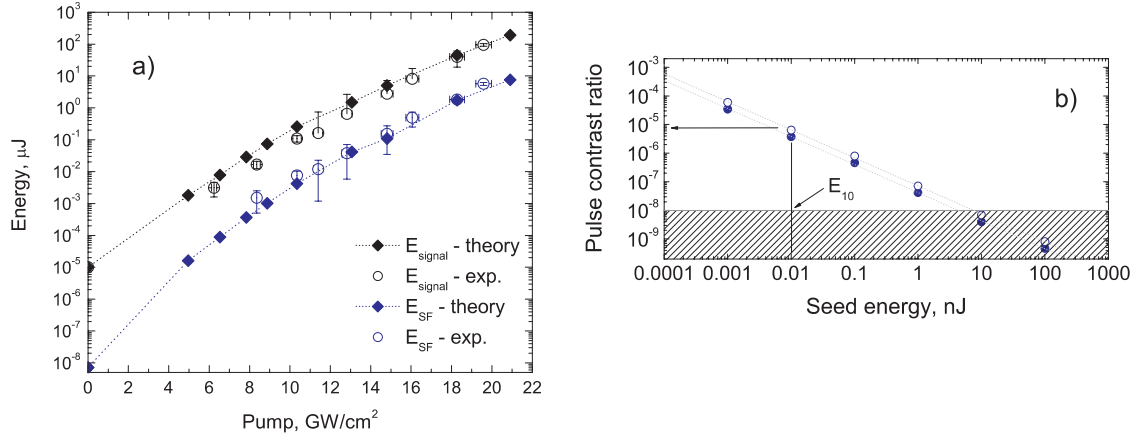 a)
Energy, μJ
10³
10²
10¹
10⁰
10⁻¹
10⁻²
10⁻³
10⁻⁴
10⁻⁵
10⁻⁶
10⁻⁷
10⁻⁸
E_signal - theory
E_signal - exp.
E_SF - theory
E_SF - exp.
0 2 4 6 8 10 12 14 16 18 20 22
Pump, GW/cm²
b)
Pulse contrast ratio
10⁻³
10⁻⁴
10⁻⁵
10⁻⁶
10⁻⁷
10⁻⁸
10⁻⁹
E₁₀
0.0001 0.001 0.01 0.1 1 10 100 1000
Seed energy, nJ